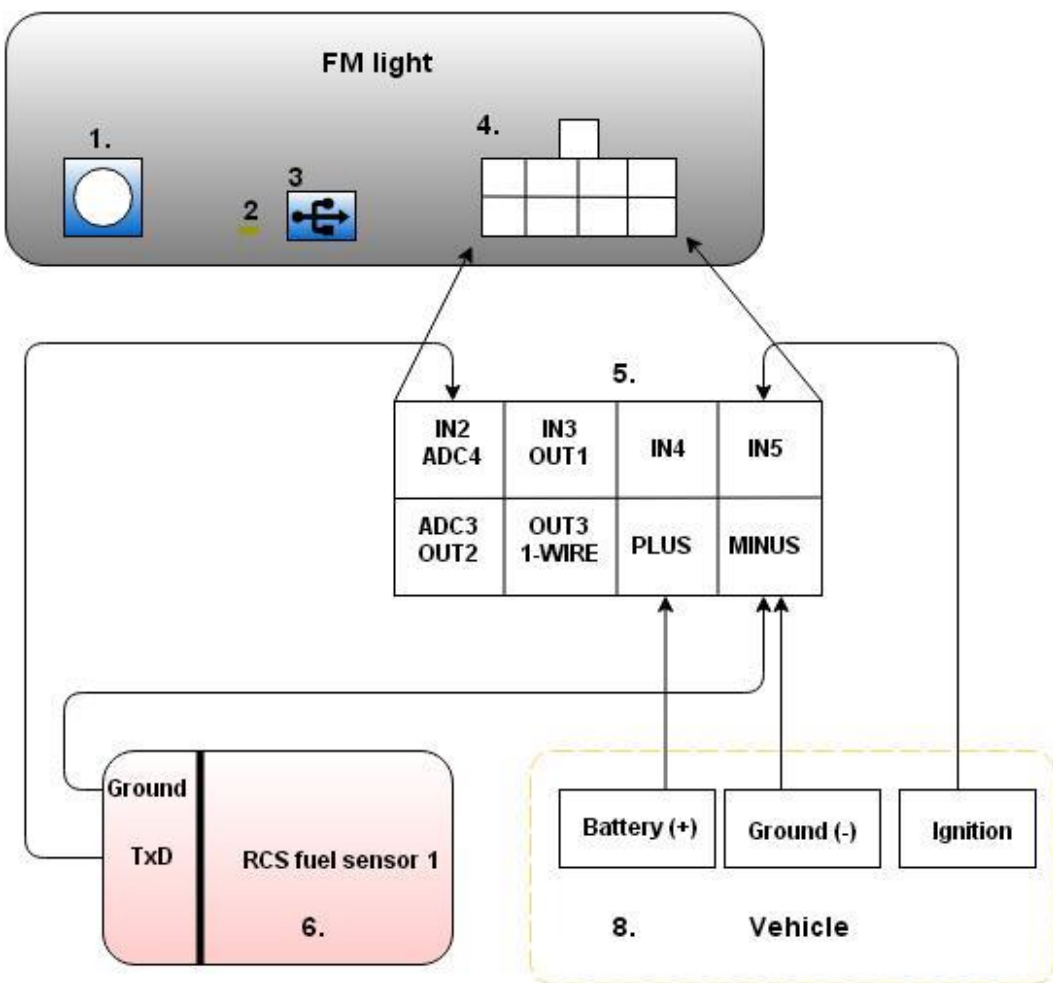 FM light
1.
2
3
4.
5.
IN2
ADC4
IN3
OUT1
IN4
IN5
ADC3
OUT2
OUT3
1-WIRE
PLUS
MINUS
Ground
TxD
RCS fuel sensor 1
6.
Battery (+)
Ground (-)
Ignition
8.
Vehicle